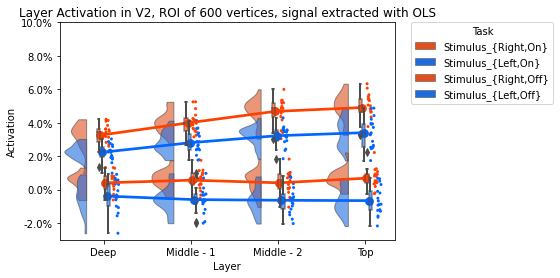 Layer Activation in V2, ROI of 600 vertices, signal extracted with OLS
10.0%
8.0%
6.0%
4.0%
2.0%
0.0%
-2.0%
Activation
Deep
Middle - 1
Middle - 2
Top
Layer
Task
Stimulus_{Right,On}
Stimulus_{Left,On}
Stimulus_{Right,Off}
Stimulus_{Left,Off}